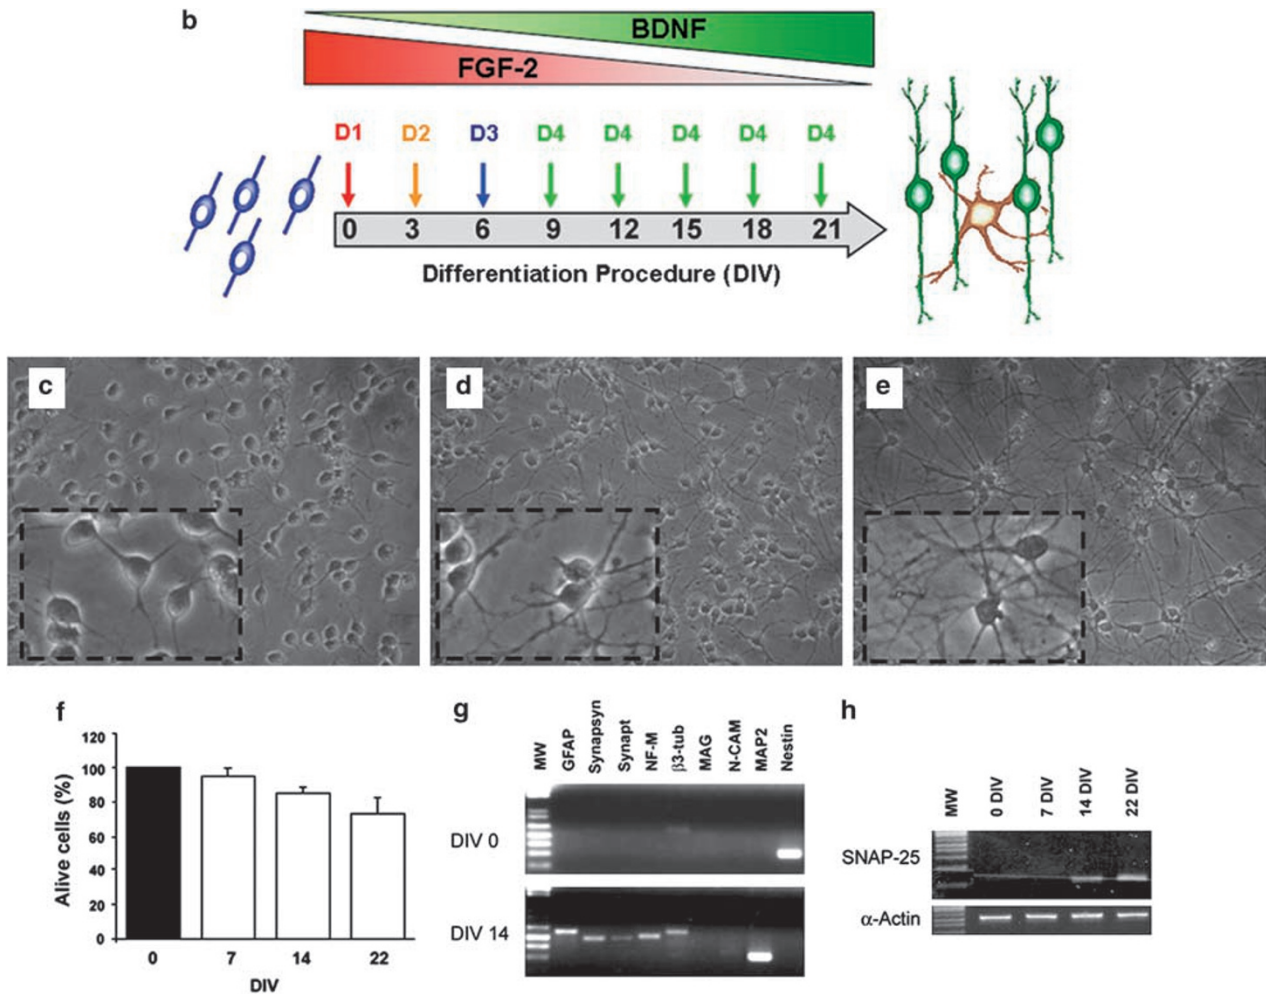 b
BDNF
FGF-2
D1 D2 D3 D4 D4 D4 D4 D4
0 3 6 9 12 15 18 21
Differentiation Procedure (DIV)
c
d
e
f
120
100
80
60
40
20
0
Alive cells (%)
0 7 14 22
DIV
g
MW GFAP Synapsyn Synapt NF-M β3-tub MAG N-CAM MAP2 Nestin
DIV 0
DIV 14
h
MW 0 DIV 7 DIV 14 DIV 22 DIV
SNAP-25
α-Actin